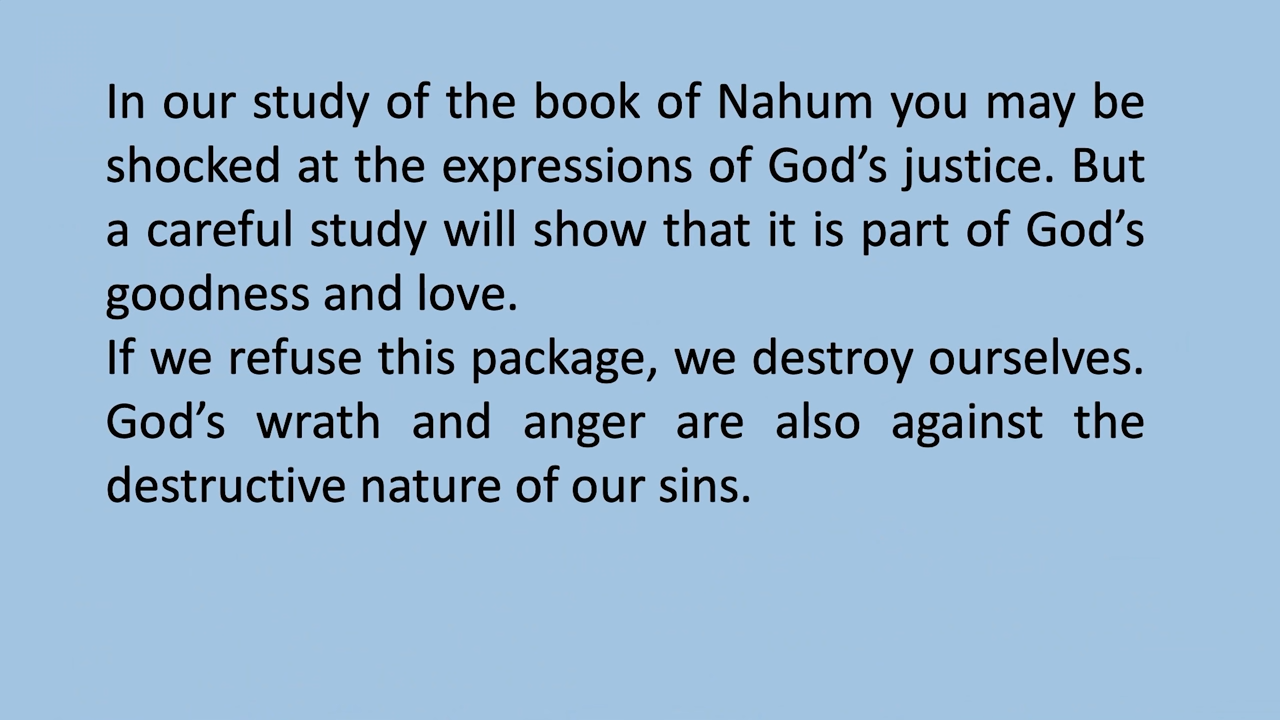 In our study of the book of Nahum you may be
shocked at the expressions of God’s justice. But
a careful study will show that it is part of God’s
goodness and love.
If we refuse this package, we destroy ourselves.
God’s wrath and anger are also against the
destructive nature of our sins.